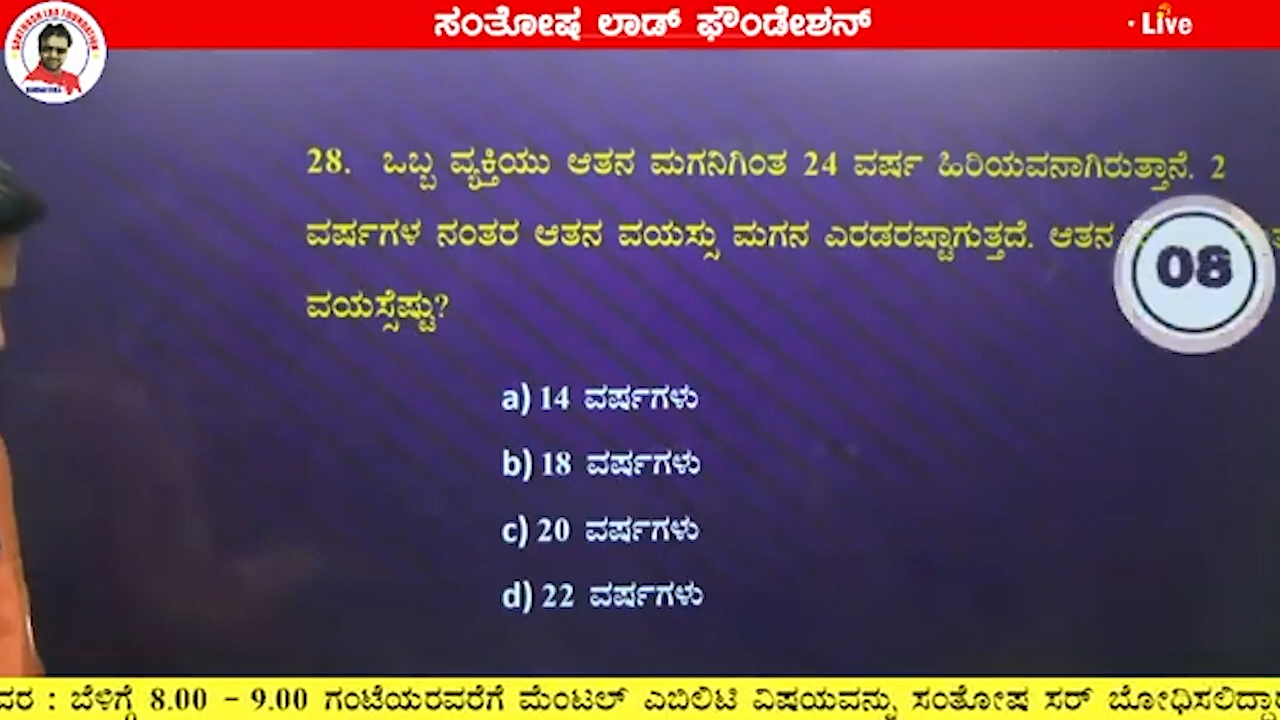 ಸಂತೋಷ ಲಾಡ್ ಫೌಂಡೇಶನ್
Live
28. ಒಬ್ಬ ವ್ಯಕ್ತಿಯು ಆತನ ಮಗನಿಗಿಂತ 24 ವರ್ಷ ಹಿರಿಯವನಾಗಿರುತ್ತಾನೆ. 2
ವರ್ಷಗಳ ನಂತರ ಆತನ ವಯಸ್ಸು ಮಗನ ಎರಡರಷ್ಟಾಗುತ್ತದೆ. ಆತನ
08
ವಯಸ್ಸೆಷ್ಟು?
a) 14 ವರ್ಷಗಳು
b) 18 ವರ್ಷಗಳು
c) 20 ವರ್ಷಗಳು
d) 22 ವರ್ಷಗಳು
: ಬೆಳಿಗ್ಗೆ 8.00 - 9.00 ಗಂಟೆಯರವರೆಗೆ ಮೆಂಟಲ್ ಎಬಿಲಿಟಿ ವಿಷಯವನ್ನು ಸಂತೋಷ ಸರ್